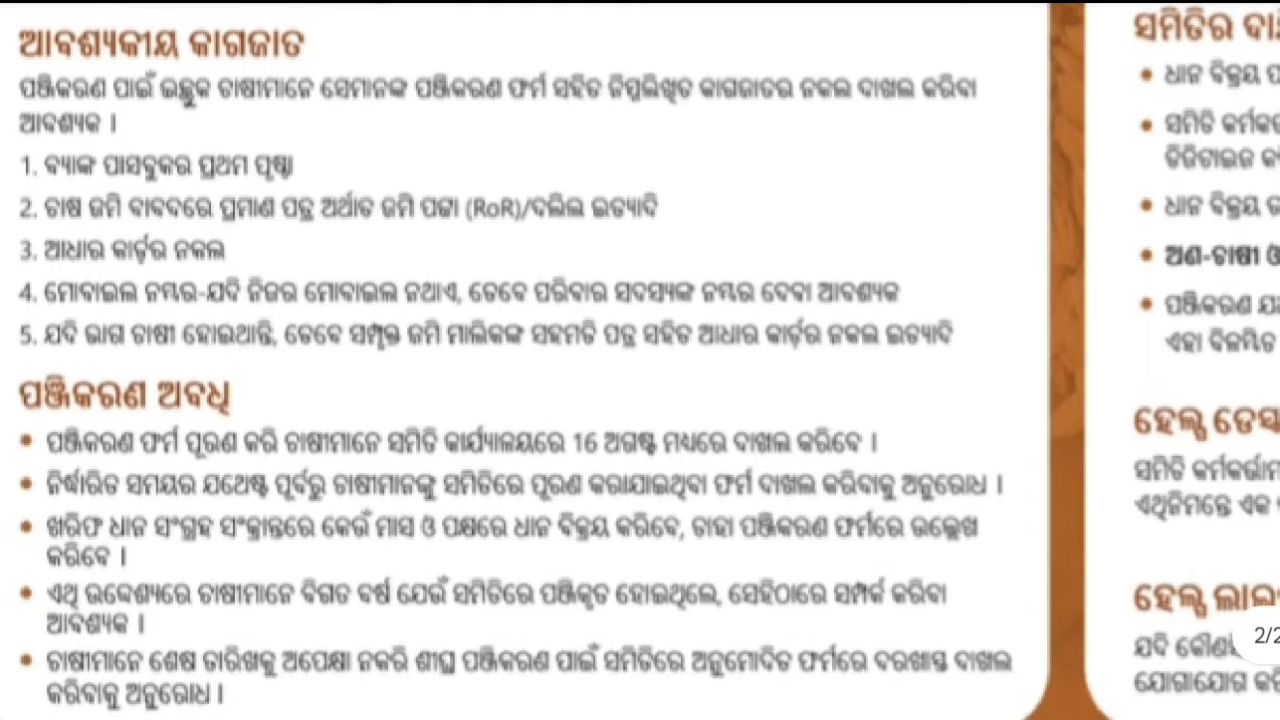 ଆବଶ୍ୟକୀୟ କାଗଜାତ
ପଞ୍ଜିକରଣ ପାଇଁ ଇଚ୍ଛୁକ ଚାଷୀମାନେ ସେମାନଙ୍କ ପଞ୍ଜିକରଣ ଫର୍ମ ସହିତ ନିମ୍ନଲିଖିତ କାଗଜାତର ନକଲ ଦାଖଲ କରିବା
ଆବଶ୍ୟକ ।
1. ବ୍ୟାଙ୍କ ପାସବୁକର ପ୍ରଥମ ପୃଷ୍ଠା
2. ଚାଷ ଜମି ବାବଦରେ ପ୍ରମାଣ ପତ୍ର ଅର୍ଥାତ ଜମି ପଟ୍ଟା (RoR)/ଦଲିଲ ଇତ୍ୟାଦି
3. ଆଧାର କାର୍ଡ଼ର ନକଲ
4. ମୋବାଇଲ ନମ୍ବର-ଯଦି ନିଜର ମୋବାଇଲ ନଥାଏ, ତେବେ ପରିବାର ସଦସ୍ୟଙ୍କ ନମ୍ବର ଦେବା ଆବଶ୍ୟକ
5. ଯଦି ଭାଗ ଚାଷୀ ହୋଇଥାନ୍ତି, ତେବେ ସମ୍ପୃକ୍ତ ଜମି ମାଲିକଙ୍କ ସହମତି ପତ୍ର ସହିତ ଆଧାର କାର୍ଡ଼ର ନକଲ ଇତ୍ୟାଦି
ପଞ୍ଜିକରଣ ଅବଧି
• ପଞ୍ଜିକରଣ ଫର୍ମ ପୂରଣ କରି ଚାଷୀମାନେ ସମିତି କାର୍ଯ୍ୟାଳୟରେ 16 ଅଗଷ୍ଟ ମଧ୍ୟରେ ଦାଖଲ କରିବେ ।
• ନିର୍ଦ୍ଧାରିତ ସମୟର ଯଥେଷ୍ଟ ପୂର୍ବରୁ ଚାଷୀମାନଙ୍କୁ ସମିତିରେ ପୂରଣ କରାଯାଇଥିବା ଫର୍ମ ଦାଖଲ କରିବାକୁ ଅନୁରୋଧ ।
• ଖରିଫ ଧାନ ସଂଗ୍ରହ ସଂକ୍ରାନ୍ତରେ କେଉଁ ମାସ ଓ ପକ୍ଷରେ ଧାନ ବିକ୍ରୟ କରିବେ, ତାହା ପଞ୍ଜିକରଣ ଫର୍ମରେ ଉଲ୍ଲେଖ
କରିବେ ।
• ଏଥି ଉଦ୍ଦେଶ୍ୟରେ ଚାଷୀମାନେ ବିଗତ ବର୍ଷ ଯେଉଁ ସମିତିରେ ପଞ୍ଜିକୃତ ହୋଇଥିଲେ, ସେହିଠାରେ ସମ୍ପର୍କ କରିବା
ଆବଶ୍ୟକ ।
• ଚାଷୀମାନେ ଶେଷ ତାରିଖକୁ ଅପେକ୍ଷା ନକରି ଶୀଘ୍ର ପଞ୍ଜିକରଣ ପାଇଁ ସମିତିରେ ଅନୁମୋଦିତ ଫର୍ମରେ ଦରଖାସ୍ତ ଦାଖଲ
କରିବାକୁ ଅନୁରୋଧ ।
ସମିତିର
• ଧାନ ବିକ୍ରୟ
• ସମିତି
ଡିଜିଟାଇଜ
• ଧାନ ବିକ୍ରୟ
• ଅଣ-ଚାଷୀ ଓ
• ପଞ୍ଜିକରଣ
ଏହା ବିଳମ୍ବିତ
ହେଲ୍ପ
ସମିତି
ଏଥିନିମନ୍ତେ ଏକ
ହେଲ୍ପ
ଯଦି
ଯୋଗାଯୋଗ